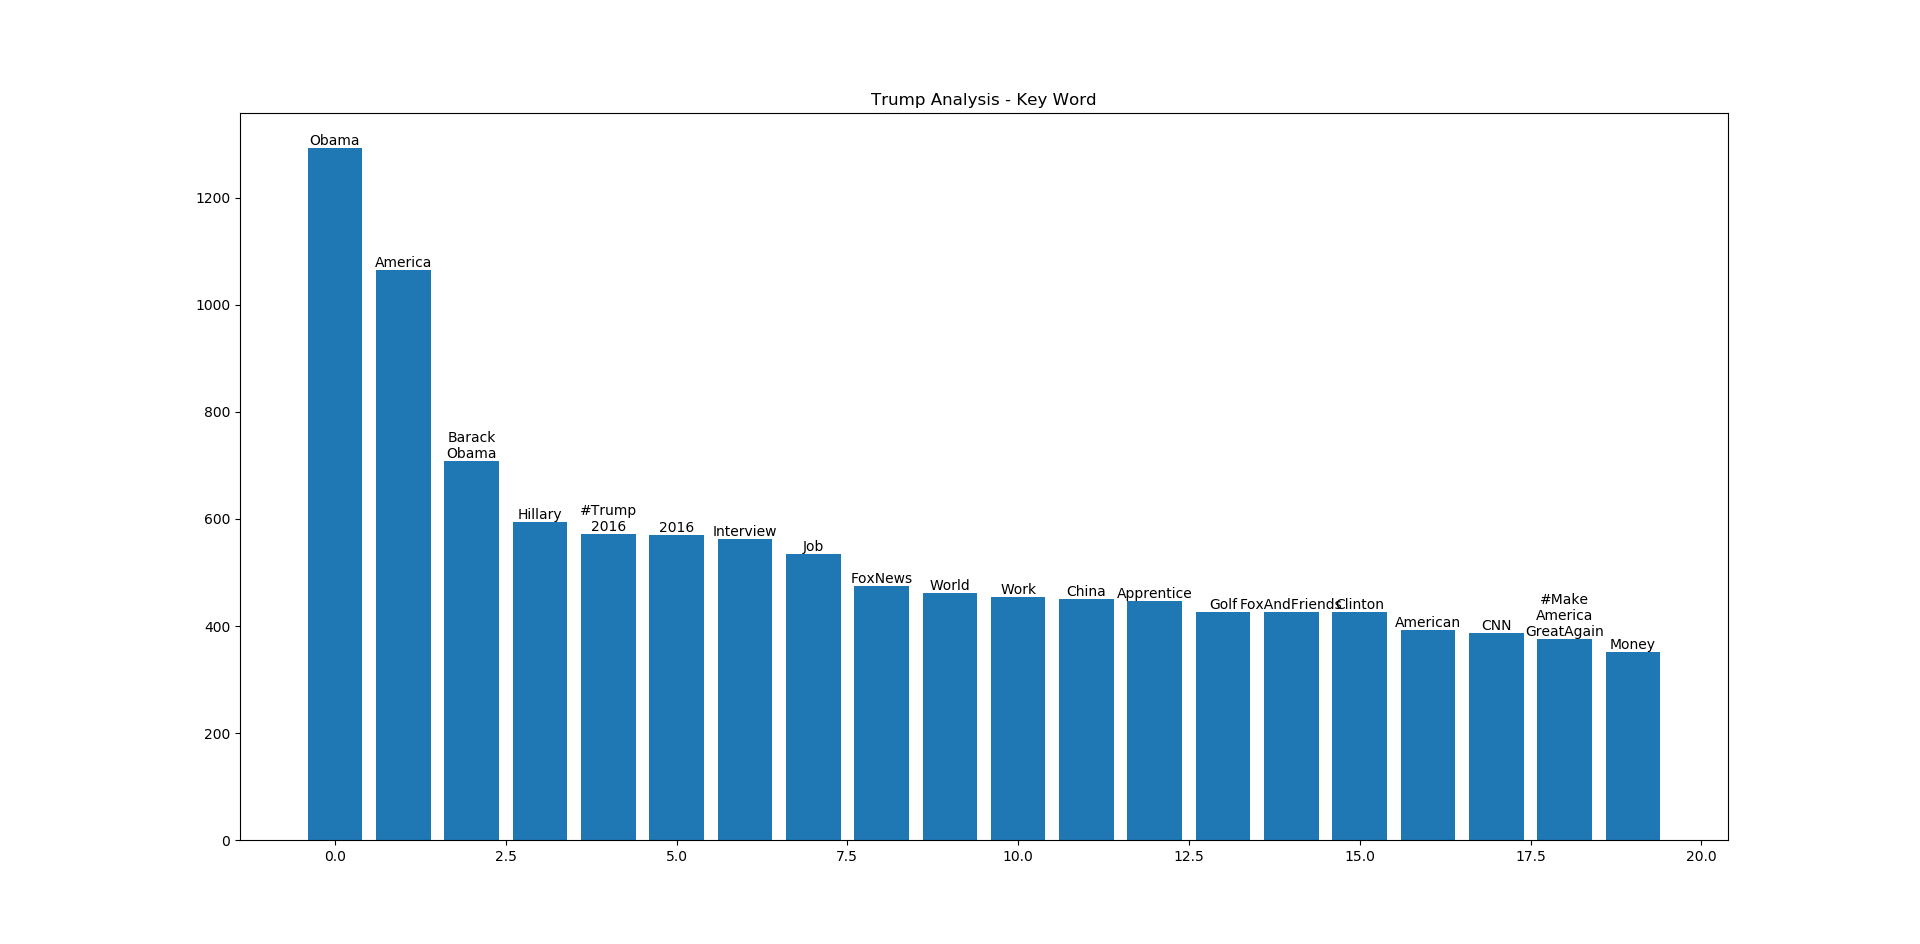 Trump Analysis - Key Word
Obama
1200
America
1000
800
Barack
Obama
600
Hillary
#Trump
2016
2016
Interview
Job
FoxNews
World
Work
China
Apprentice
Golf
FoxAndFriends
Clinton
American
CNN
#Make
America
GreatAgain
Money
400
200
0
0.0 2.5 5.0 7.5 10.0 12.5 15.0 17.5 20.0